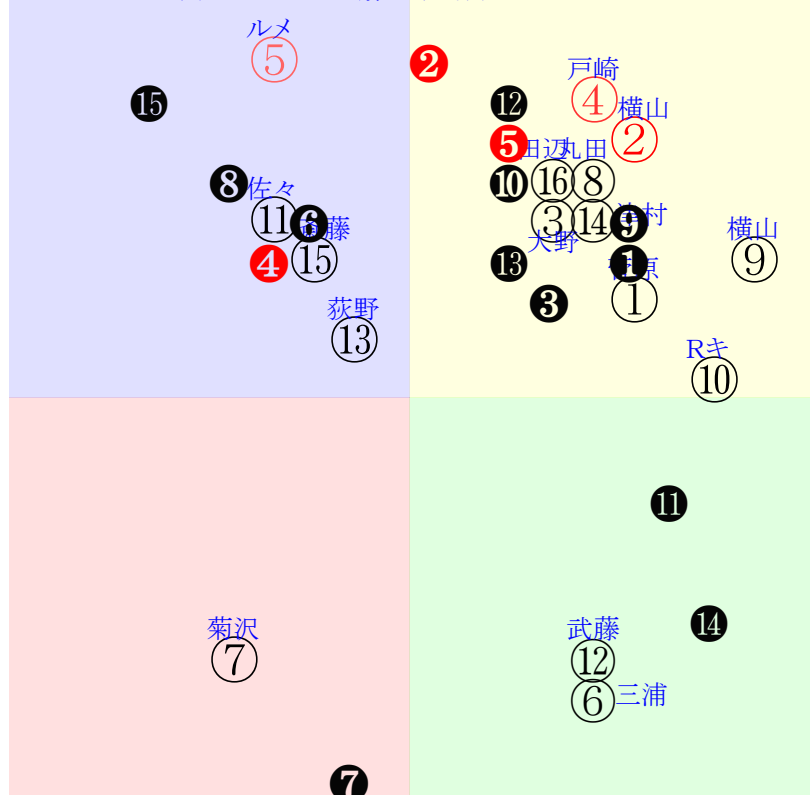 ルメ
⑤
❷
戸崎
④
⓯
⓬
横山
②
❺
田辺
丸田
❽
❿
⑯
⑧
佐々
⑪
❻
③
⑭
❾
津村
横山
⑨
大野
❹
⑮
⓭
❶
❸
①
荻野
⑬
Rキ
⑩
⓫
菊沢
⑦
武藤
⑫
⓮
⑥
三浦
❼